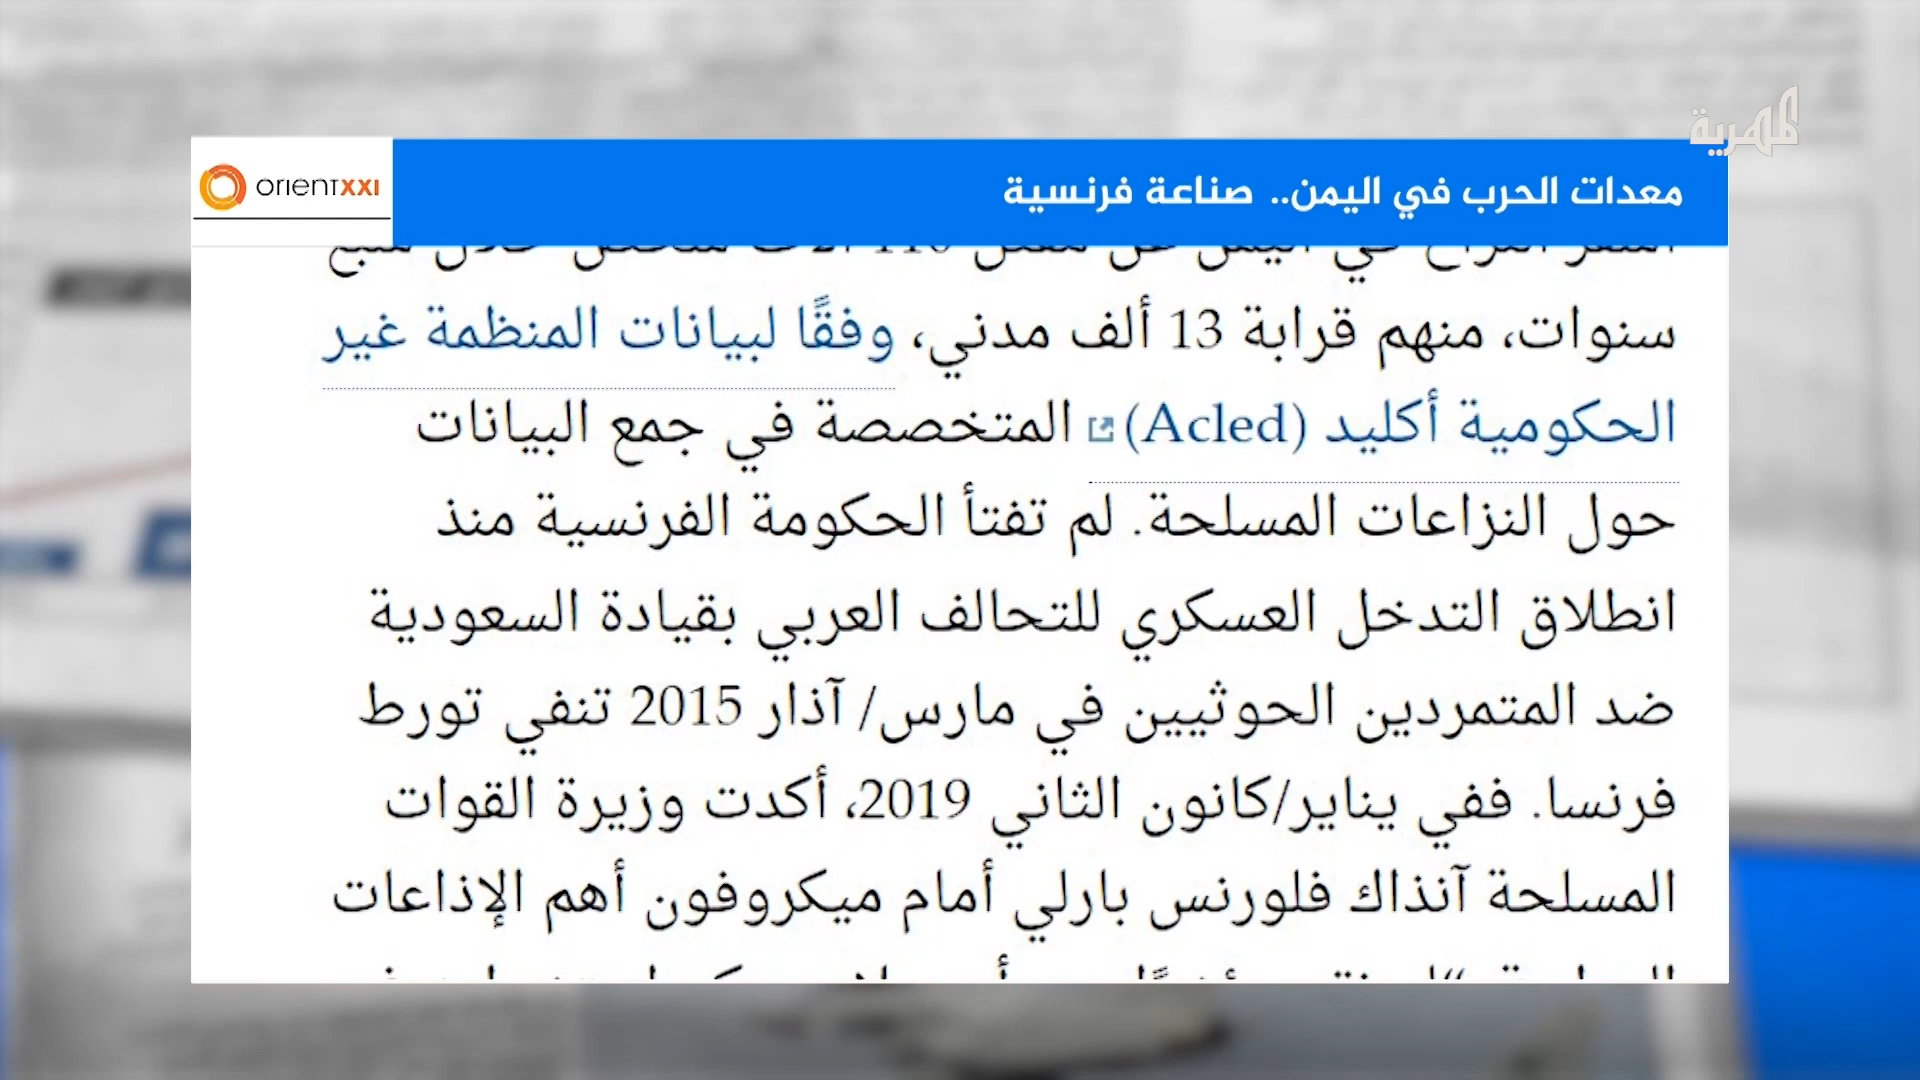 المهرية
orientxxi
معدات الحرب في اليمن.. صناعة فرنسية
سنوات، منهم قرابة 13 ألف مدني، وفقًا لبيانات المنظمة غير
الحكومية أكليد (Acled) المتخصصة في جمع البيانات
حول النزاعات المسلحة. لم تفتأ الحكومة الفرنسية منذ
انطلاق التدخل العسكري للتحالف العربي بقيادة السعودية
ضد المتمردين الحوثيين في مارس/ آذار 2015 تنفي تورط
فرنسا. ففي يناير/كانون الثاني 2019، أكدت وزيرة القوات
المسلحة آنذاك فلورنس بارلي أمام ميكروفون أهم الإذاعات